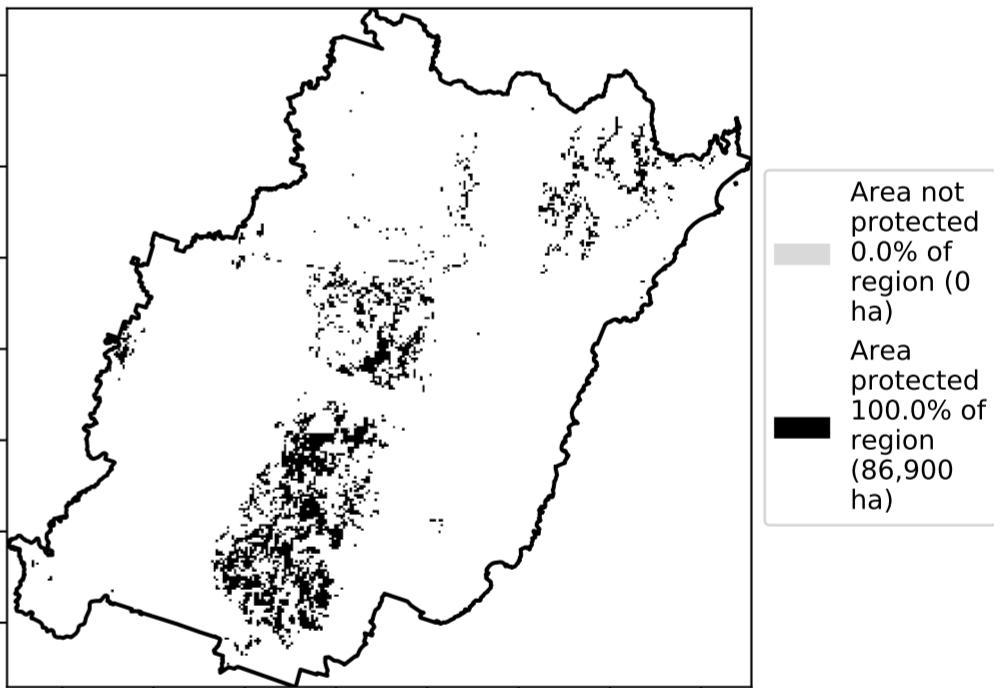 Area not
protected
0.0% of
region (0
ha)
Area
protected
100.0% of
region
(86,900
ha)